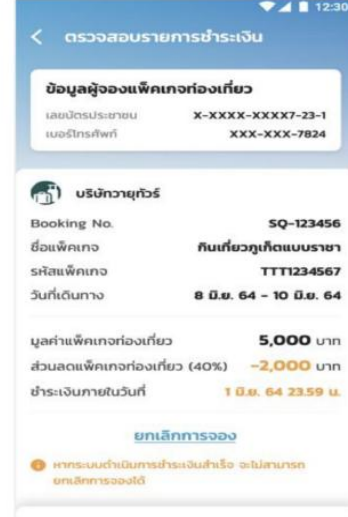 12:30
ตรวจสอบรายการชำระเงิน
ข้อมูลผู้จองแพ็คเกจท่องเที่ยว
เลขบัตรประชาชน X-XXXX-XXXX7-23-1
เบอร์โทรศัพท์ XXX-XXX-7824
บริษัทวายุทัวร์
Booking No. SQ-123456
ชื่อแพ็คเกจ กินเที่ยวภูเก็ตแบบราชา
รหัสแพ็คเกจ TTT1234567
วันที่เดินทาง 8 มิ.ย. 64 - 10 มิ.ย. 64
มูลค่าแพ็คเกจท่องเที่ยว 5,000 บาท
ส่วนลดแพ็คเกจท่องเที่ยว (40%) -2,000 บาท
ชำระเงินภายในวันที่ 1 มิ.ย. 64 23.59 น.
ยกเลิกการจอง
หากระบบดำเนินการชำระเงินสำเร็จ จะไม่สามารถ
ยกเลิกการจองได้